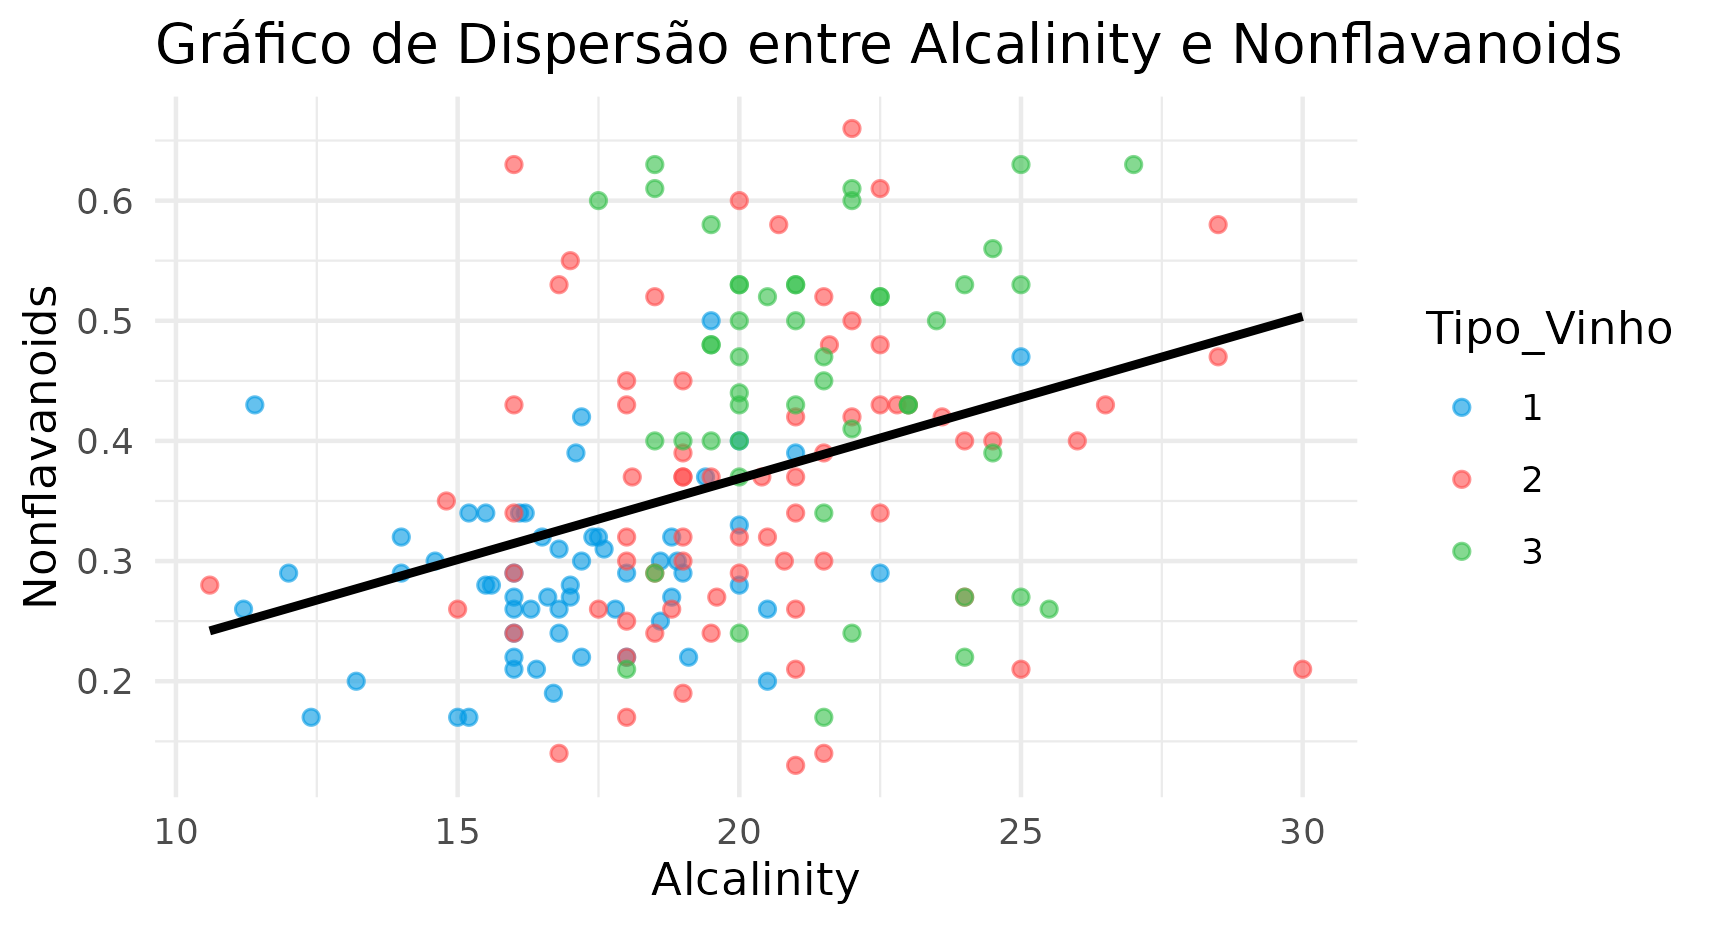 Gráfico de Dispersão entre Alcalinity e Nonflavanoids
Nonflavanoids
0.6
0.5
0.4
0.3
0.2
10 15 20 25 30
Alcalinity
Tipo_Vinho
1
2
3